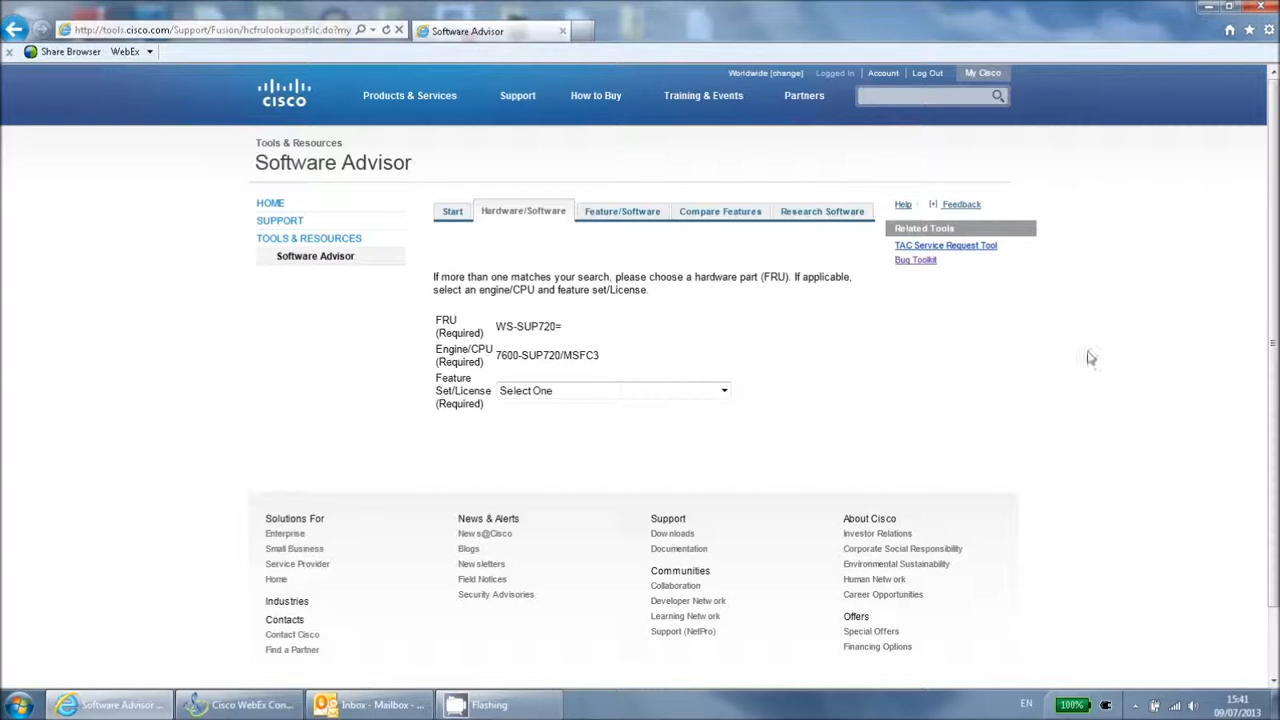 http://tools.cisco.com/Support/Fusion/hcfrulookuposfslc.do?my
Software Advisor
Share Browser WebEx
Worldwide [change] Logged In Account Log Out My Cisco
CISCO
Products & Services Support How to Buy Training & Events Partners
Tools & Resources
Software Advisor
HOME
SUPPORT
TOOLS & RESOURCES
Software Advisor
Start Hardware/Software Feature/Software Compare Features Research Software
Help [+] Feedback
Related Tools
TAC Service Request Tool
Bug Toolkit
If more than one matches your search, please choose a hardware part (FRU). If applicable,
select an engine/CPU and feature set/License.
FRU
(Required) WS-SUP720=
Engine/CPU
(Required) 7600-SUP720/MSFC3
Feature
Set/License
(Required) Select One
Solutions For
Enterprise
Small Business
Service Provider
Home
Industries
Contacts
Contact Cisco
Find a Partner
News & Alerts
News@Cisco
Blogs
Newsletters
Field Notices
Security Advisories
Support
Downloads
Documentation
Communities
Collaboration
Developer Network
Learning Network
Support (NetPro)
About Cisco
Investor Relations
Corporate Social Responsibility
Environmental Sustainability
Human Network
Career Opportunities
Offers
Special Offers
Financing Options
Software Advisor ... Cisco WebEx Con... Inbox - Mailbox - ... Flashing
EN 100%
15:41
09/07/2013